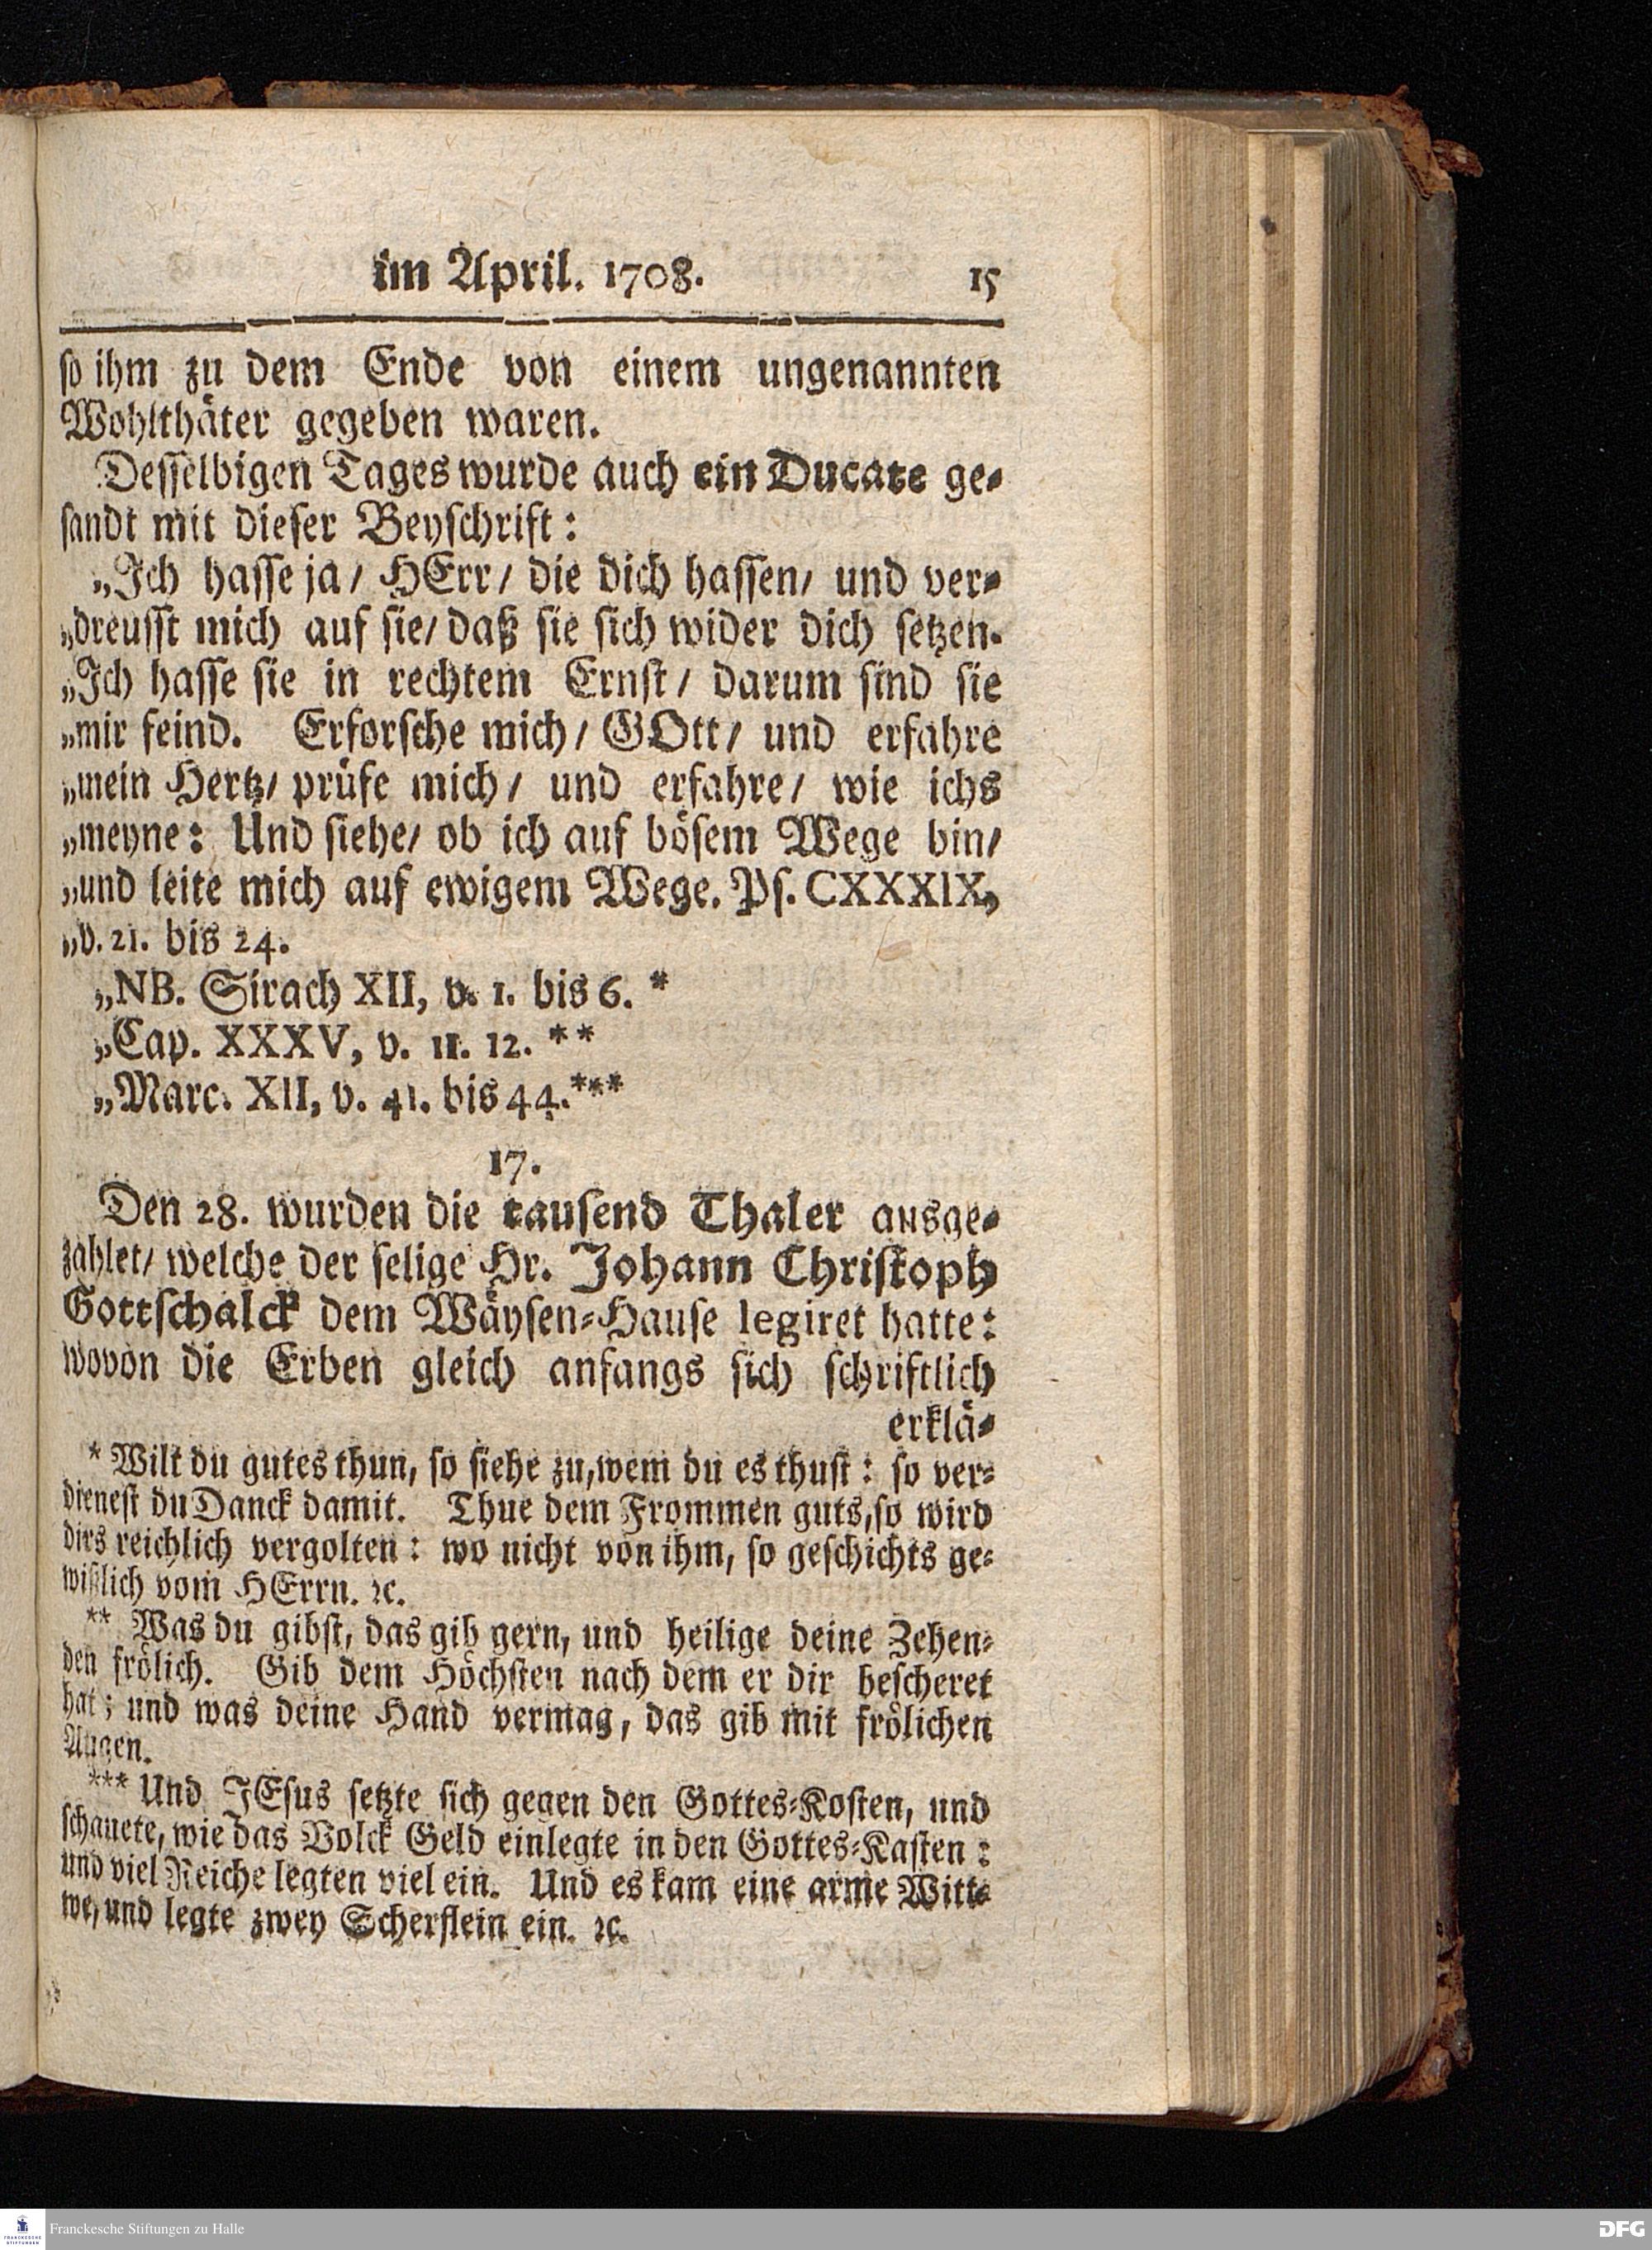 im April. 1708. 15
so ihm zu dem Ende von einem ungenannten
Wohlthäter gegeben waren.
Desselbigen Tages wurde auch ein Ducate ge-
sandt mit dieser Beyschrift:
„Ich hasse ja/ HErr/ die dich hassen/ und ver-
„dreusst mich auf sie/ daß sie sich wider dich setzen.
„Ich hasse sie in rechtem Ernst/ darum sind sie
„mir feind. Erforsche mich/ GOtt/ und erfahre
„mein Hertz/ prüfe mich/ und erfahre/ wie ichs
„meyne: Und siehe/ ob ich auf bösem Wege bin/
„und leite mich auf ewigem Wege. Ps. CXXXIX,
„v. 21. bis 24.
„NB. Sirach XII, v. 1. bis 6. *
„Cap. XXXV, v. 11. 12. **
„Marc. XII, v. 41. bis 44.***
17.
Den 28. wurden die tausend Thaler ausge-
zahlet/ welche der selige Hr. Johann Christoph
Gottschalck dem Wäysen-Hause legiret hatte:
wovon die Erben gleich anfangs sich schriftlich
erklä-
* Wilt du gutes thun, so siehe zu, wem du es thust: so ver-
dienest du Danck damit. Thue dem Frommen guts, so wird
dirs reichlich vergolten: wo nicht von ihm, so geschichts ge-
wißlich vom HErrn. ꝛc.
** Was du gibst, das gib gern, und heilige deine Zehen-
den frölich. Gib dem Höchsten nach dem er dir bescheret
hat; und was deine Hand vermag, das gib mit frölichen
Augen.
*** Und JEsus setzte sich gegen den Gottes-Kosten, und
schauete, wie das Volck Geld einlegte in den Gottes-Kasten:
und viel Reiche legten viel ein. Und es kam eine arme Witt-
we, und legte zwey Scherflein ein. ꝛc.
FRANCKESCHE
STIFTUNGEN
Franckesche Stiftungen zu Halle
DFG